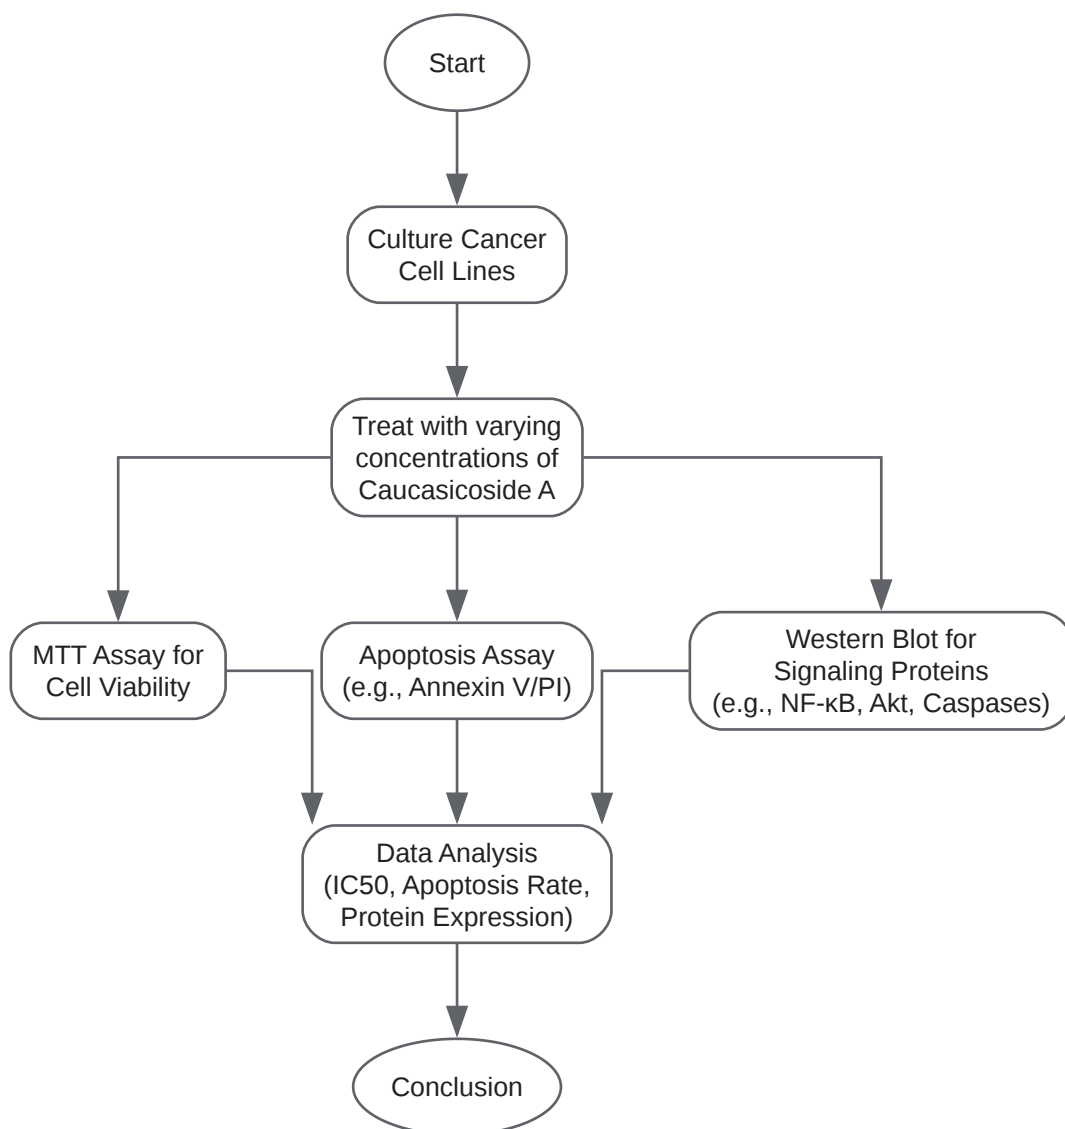 Start
Culture Cancer
Cell Lines
Treat with varying
concentrations of
Caucasicoside A
MTT Assay for
Cell Viability
Apoptosis Assay
(e.g., Annexin V/PI)
Western Blot for
Signaling Proteins
(e.g., NF-κB, Akt, Caspases)
Data Analysis
(IC50, Apoptosis Rate,
Protein Expression)
Conclusion